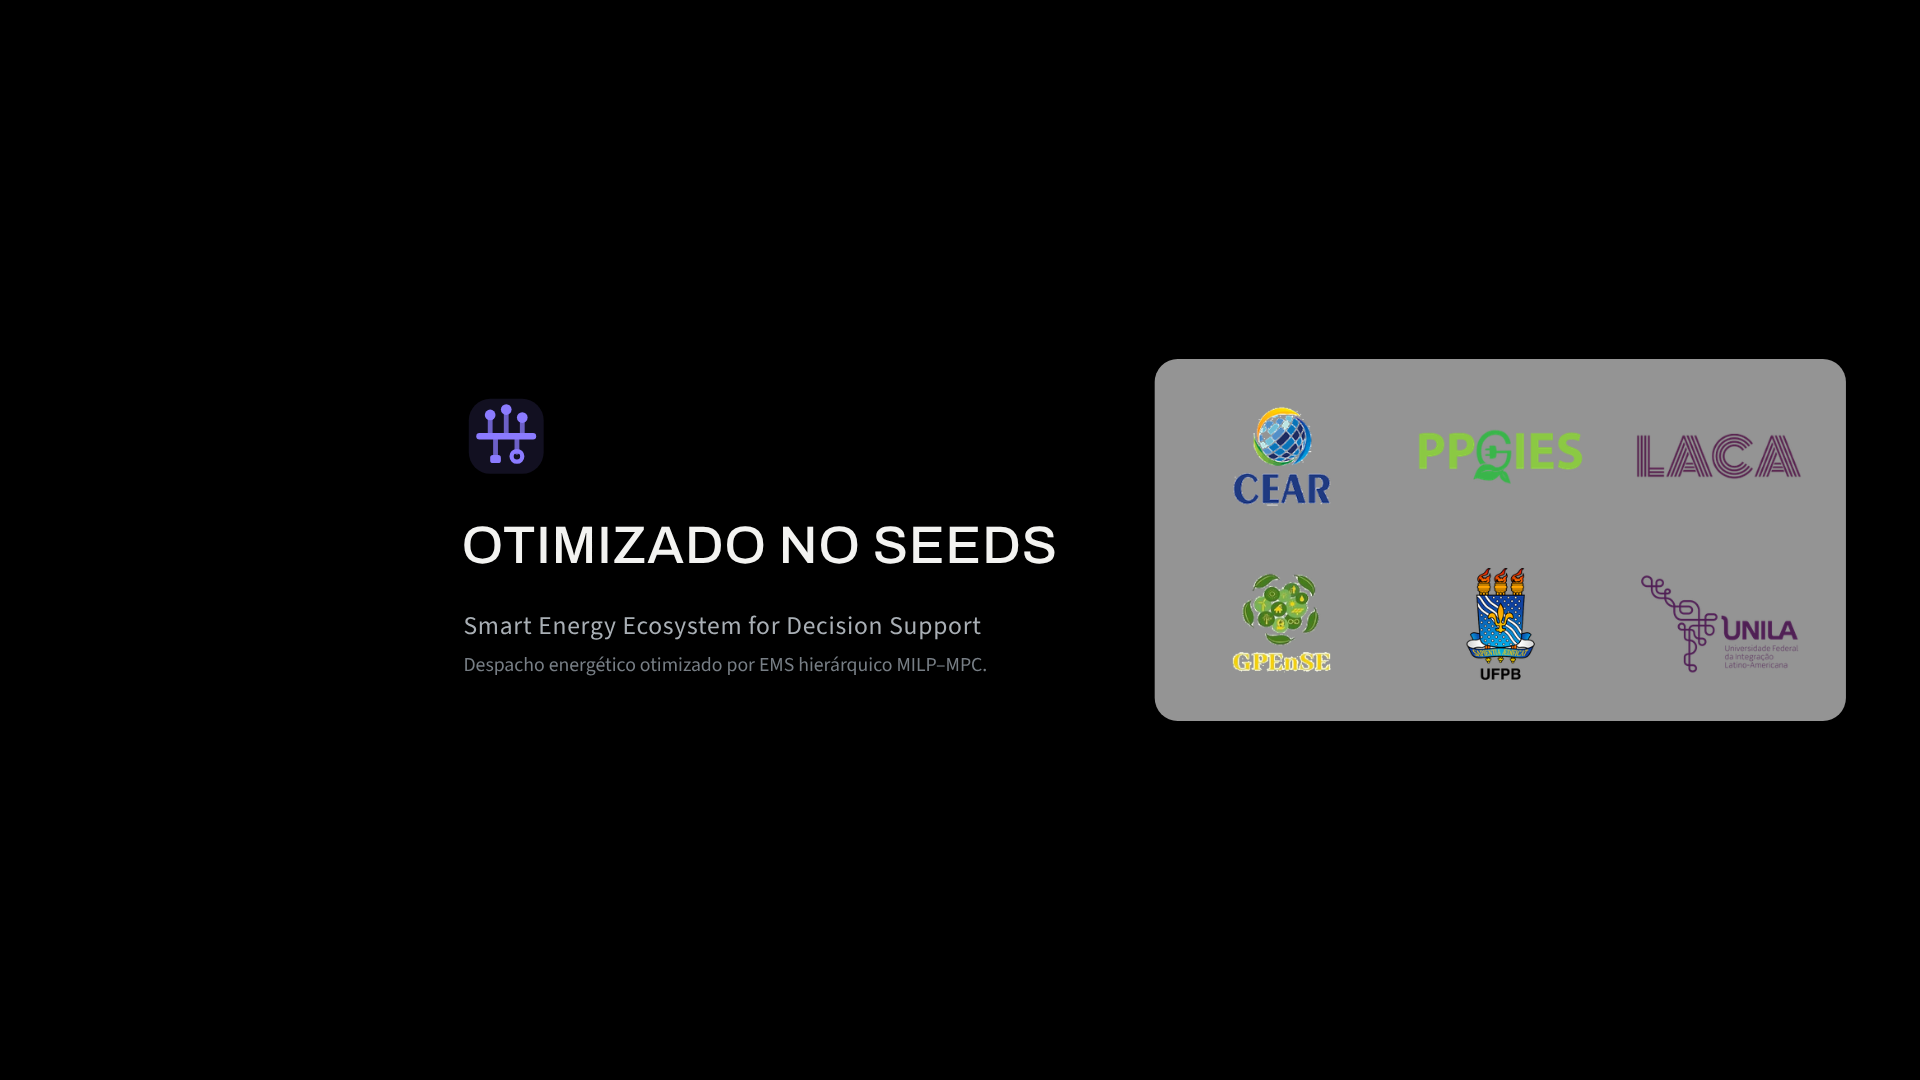 OTIMIZADO NO SEEDS
Smart Energy Ecosystem for Decision Support
Despacho energético otimizado por EMS hierárquico MILP–MPC.
CEAR
PPGIES
LACA
GPEnSE
UFPB
UNILA
Universidade Federal
da Integração
Latino-Americana